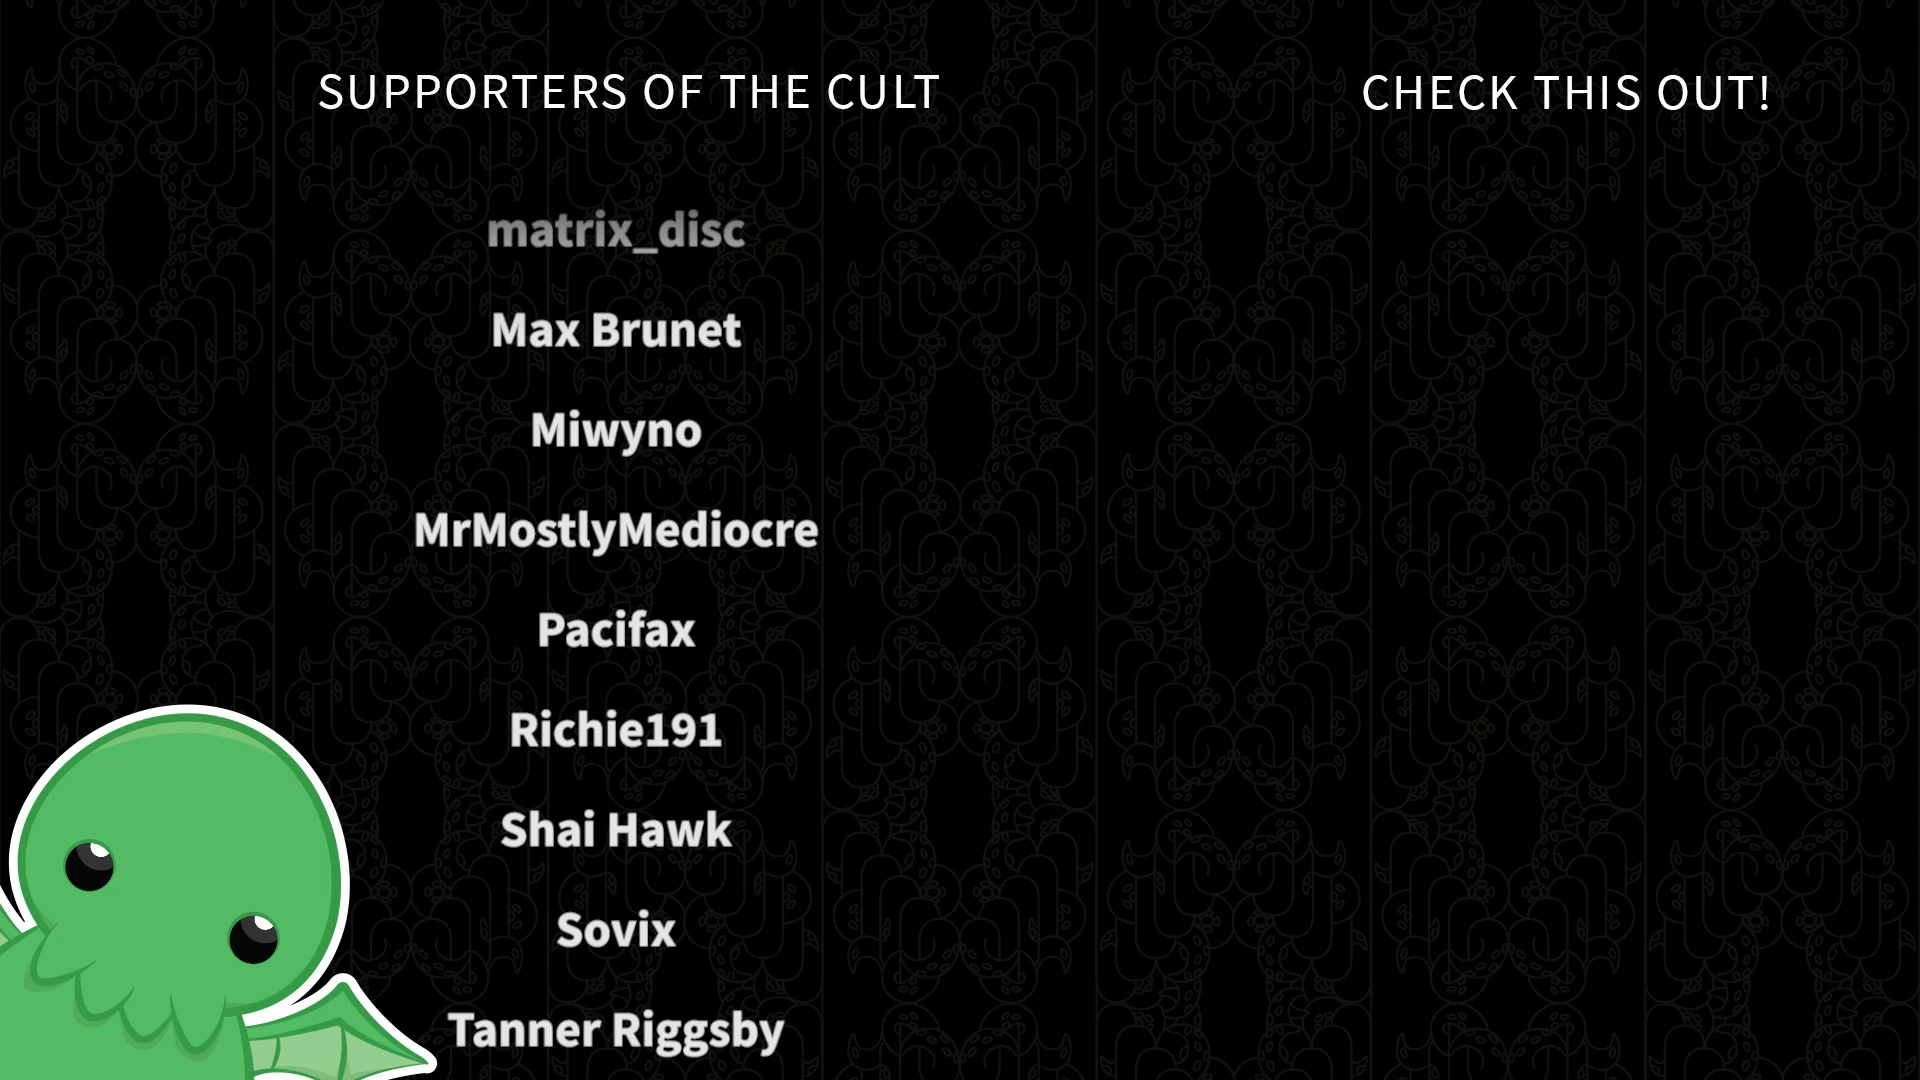 SUPPORTERS OF THE CULT
CHECK THIS OUT!
matrix_disc
Max Brunet
Miwyno
MrMostlyMediocre
Pacifax
Richie191
Shai Hawk
Sovix
Tanner Riggsby